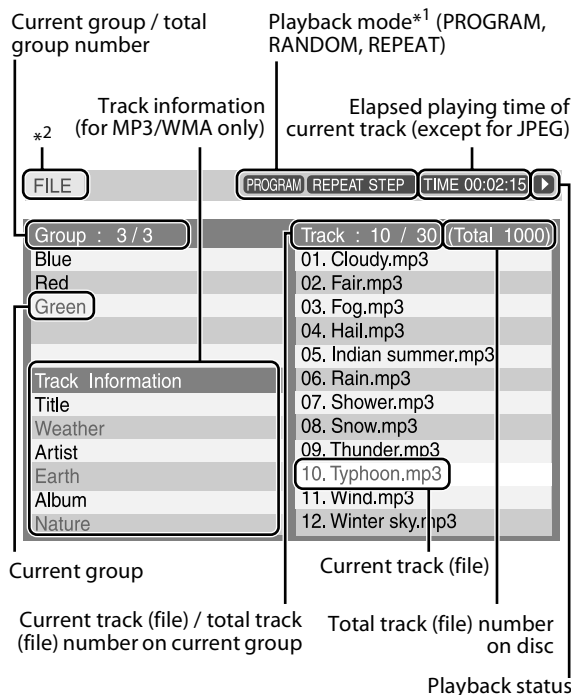 Current group / total
group number
Playback mode*1 (PROGRAM,
RANDOM, REPEAT)
Track information
(for MP3/WMA only)
Elapsed playing time of
current track (except for JPEG)
*2
FILE
PROGRAM REPEAT STEP TIME 00:02:15
Group : 3 / 3
Blue
Red
Green
Track Information
Title
Weather
Artist
Earth
Album
Nature
Track : 10 / 30 (Total 1000)
01. Cloudy.mp3
02. Fair.mp3
03. Fog.mp3
04. Hail.mp3
05. Indian summer.mp3
06. Rain.mp3
07. Shower.mp3
08. Snow.mp3
09. Thunder.mp3
10. Typhoon.mp3
11. Wind.mp3
12. Winter sky.mp3
Current group
Current track (file)
Current track (file) / total track
(file) number on current group
Total track (file) number
on disc
Playback status